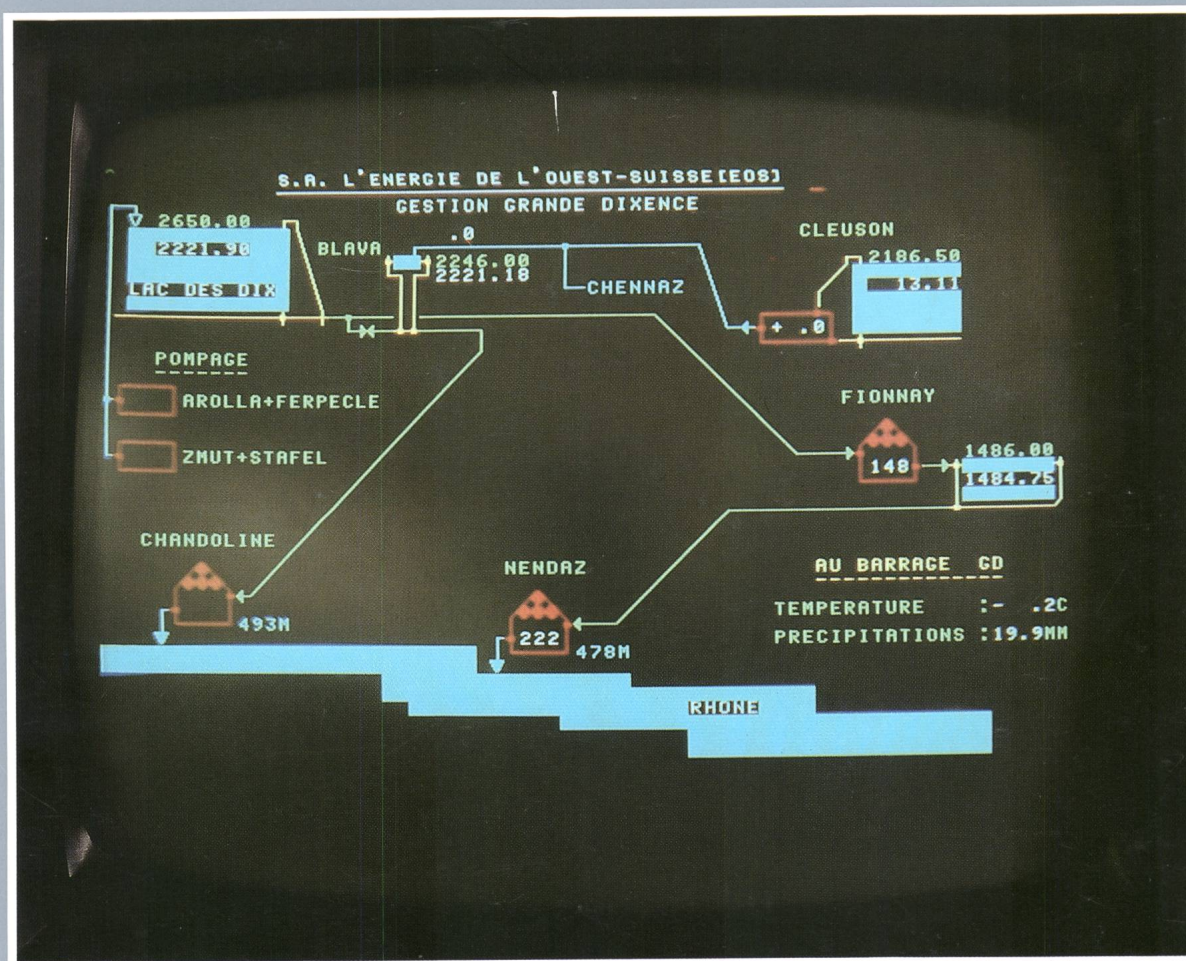 S.A. L'ENERGIE DE L'OUEST-SUISSE[EOS]
GESTION GRANDE DIXENCE
2650.00
2221.90
LAC DES DIX
BLAVA
.0
2246.00
2221.18
CHENNAZ
CLEUSON
2186.50
13.11
+ .0
POMPAGE
AROLLA+FERPECLE
ZMUT+STAFEL
FIONNAY
148
1486.00
1484.75
CHANDOLINE
493M
NENDAZ
222
478M
AU BARRAGE GD
TEMPERATURE :- .2C
PRECIPITATIONS :19.9MM
RHONE